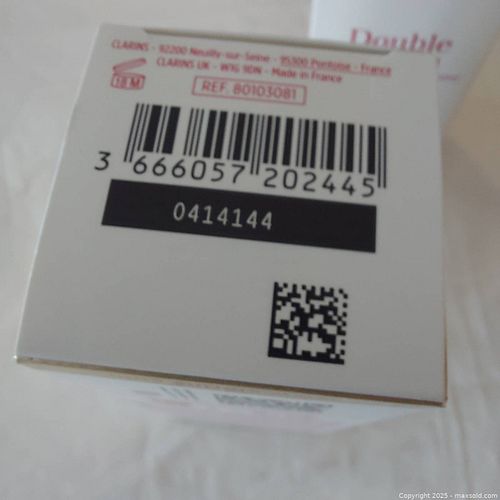 Double
CLARINS - 92200 Neuilly-sur-Seine - 95300 Pontoise - France
CLARINS UK - W1G 9DN - Made in France
18 M
REF. 80103081
3 666057 202445
0414144
Copyright 2025 - maxsold.com